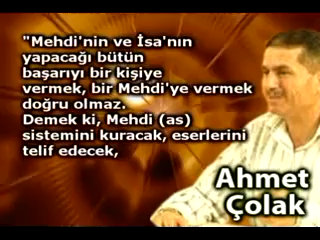 "Mehdi'nin ve İsa'nın
yapacağı bütün
başarıyı bir kişiye
vermek, bir Mehdi'ye vermek
doğru olmaz.
Demek ki, Mehdi (as)
sistemini kuracak, eserlerini
telif edecek,
Ahmet
Çolak